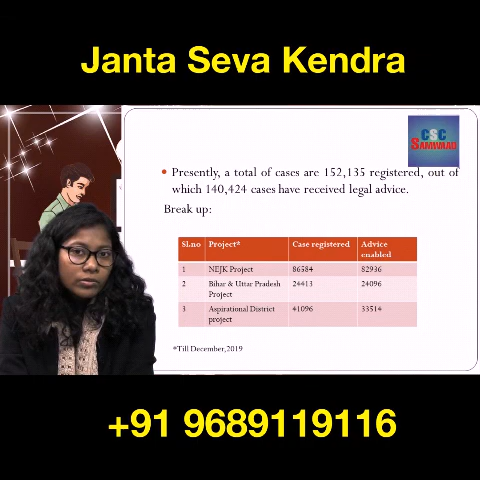 Janta Seva Kendra
CSC
SAMWAAD
• Presently, a total of cases are 152,135 registered, out of
which 140,424 cases have received legal advice.
Break up:
Sl.no Project* Case registered Advice
enabled
1 NEJK Project 86584 82936
2 Bihar & Uttar Pradesh 24413 24096
Project
3 Aspirational District 41096 33514
project
*Till December,2019
+91 9689119116